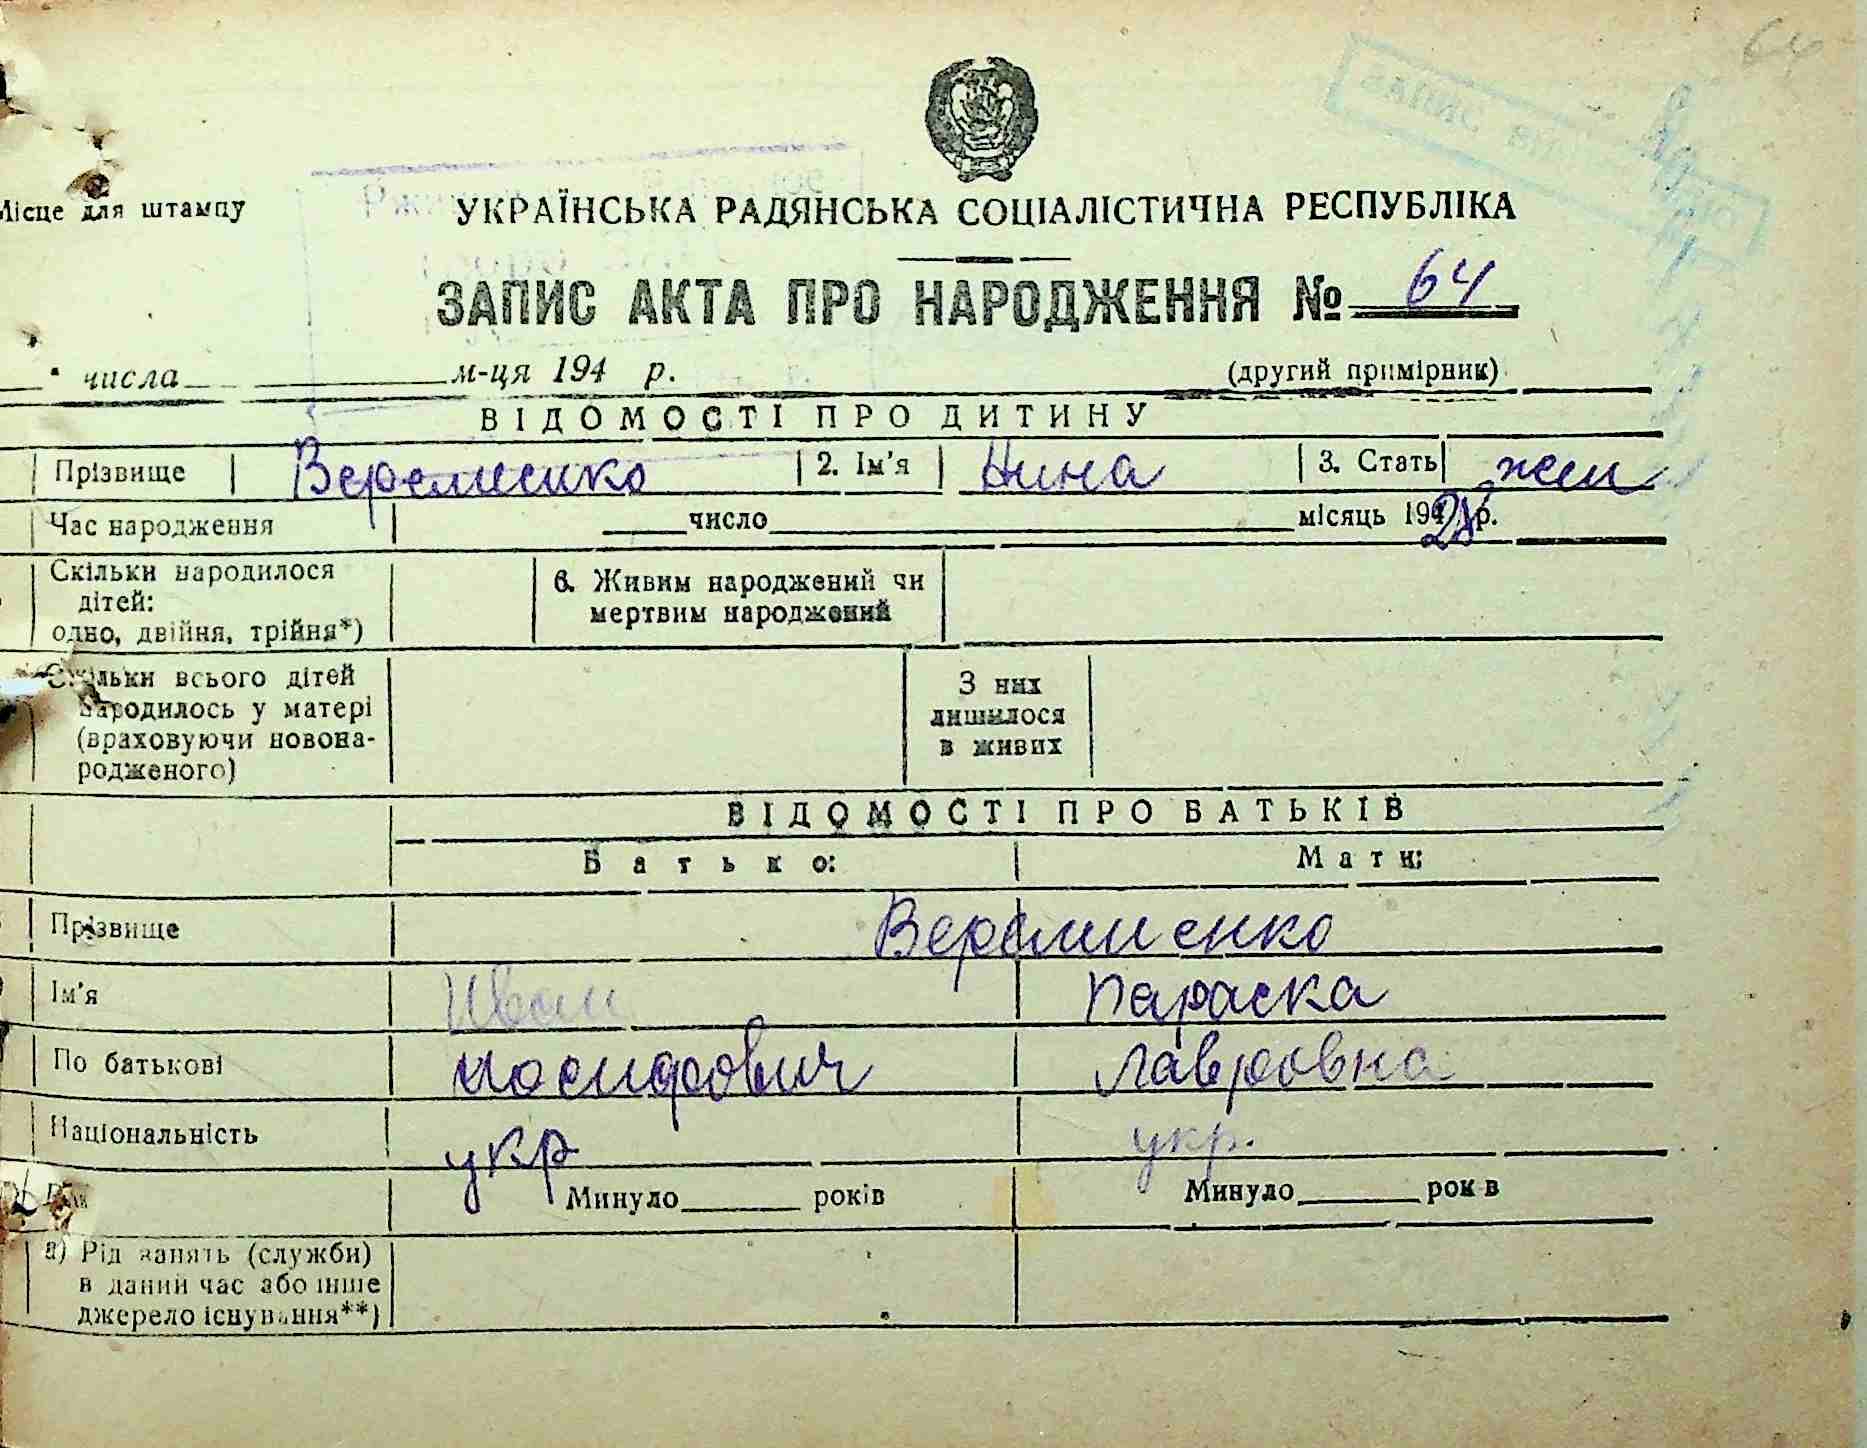 64
Місце для штампу
УКРАЇНСЬКА РАДЯНСЬКА СОЦІАЛІСТИЧНА РЕСПУБЛІКА
ЗАПИС АКТА ПРО НАРОДЖЕННЯ № 64
числа м-ця 194 р. (другий примірник)
ВІДОМОСТІ ПРО ДИТИНУ
Прізвище Веремиенко 2. Ім'я Нина 3. Стать жен
Час народження число місяць 194 28 р.
Скільки народилося дітей: одно, двійня, трійня*) 6. Живим народжений чи мертвим народжений
Скільки всього дітей народилось у матері (враховуючи новонародженого) З них лишилося в живих
ВІДОМОСТІ ПРО БАТЬКІВ
Батько: Мати:
Прізвище Веремиенко
Ім'я Иван Параска
По батькові Иосифович Лавровна
Національність укр укр.
Вік Минуло років Минуло років
а) Рід занять (служби) в даний час або інше джерело існування**)